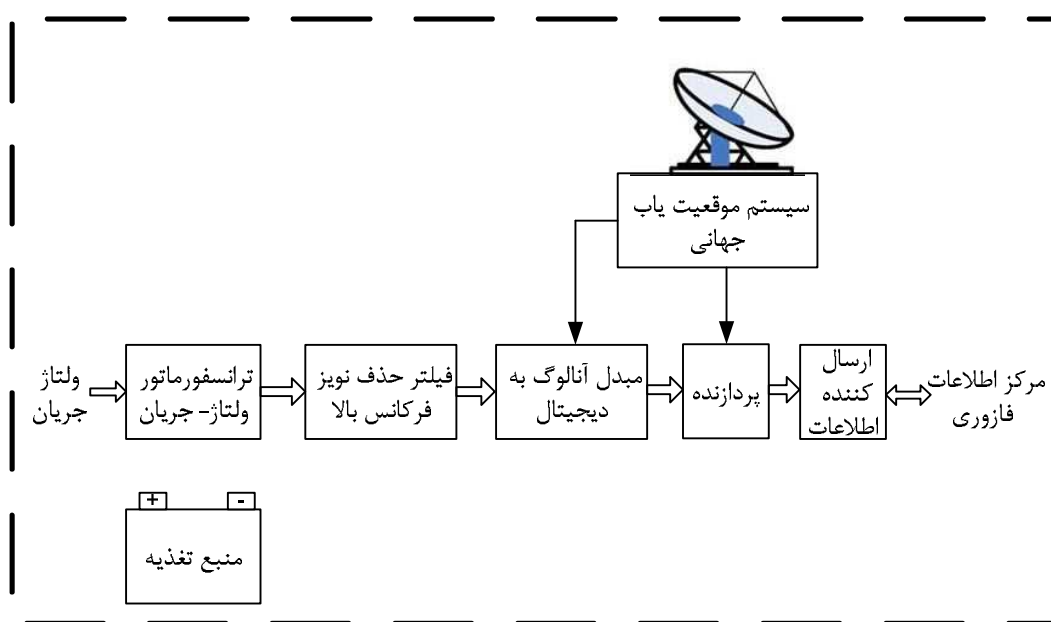 سیستم موقعیت یاب
جهانی
ولتاژ
جریان
ترانسفورماتور
ولتاژ- جریان
فیلتر حذف نویز
فرکانس بالا
مبدل آنالوگ به
دیجیتال
پردازنده
ارسال
کننده
اطلاعات
مرکز اطلاعات
فازوری
+ -
منبع تغذیه